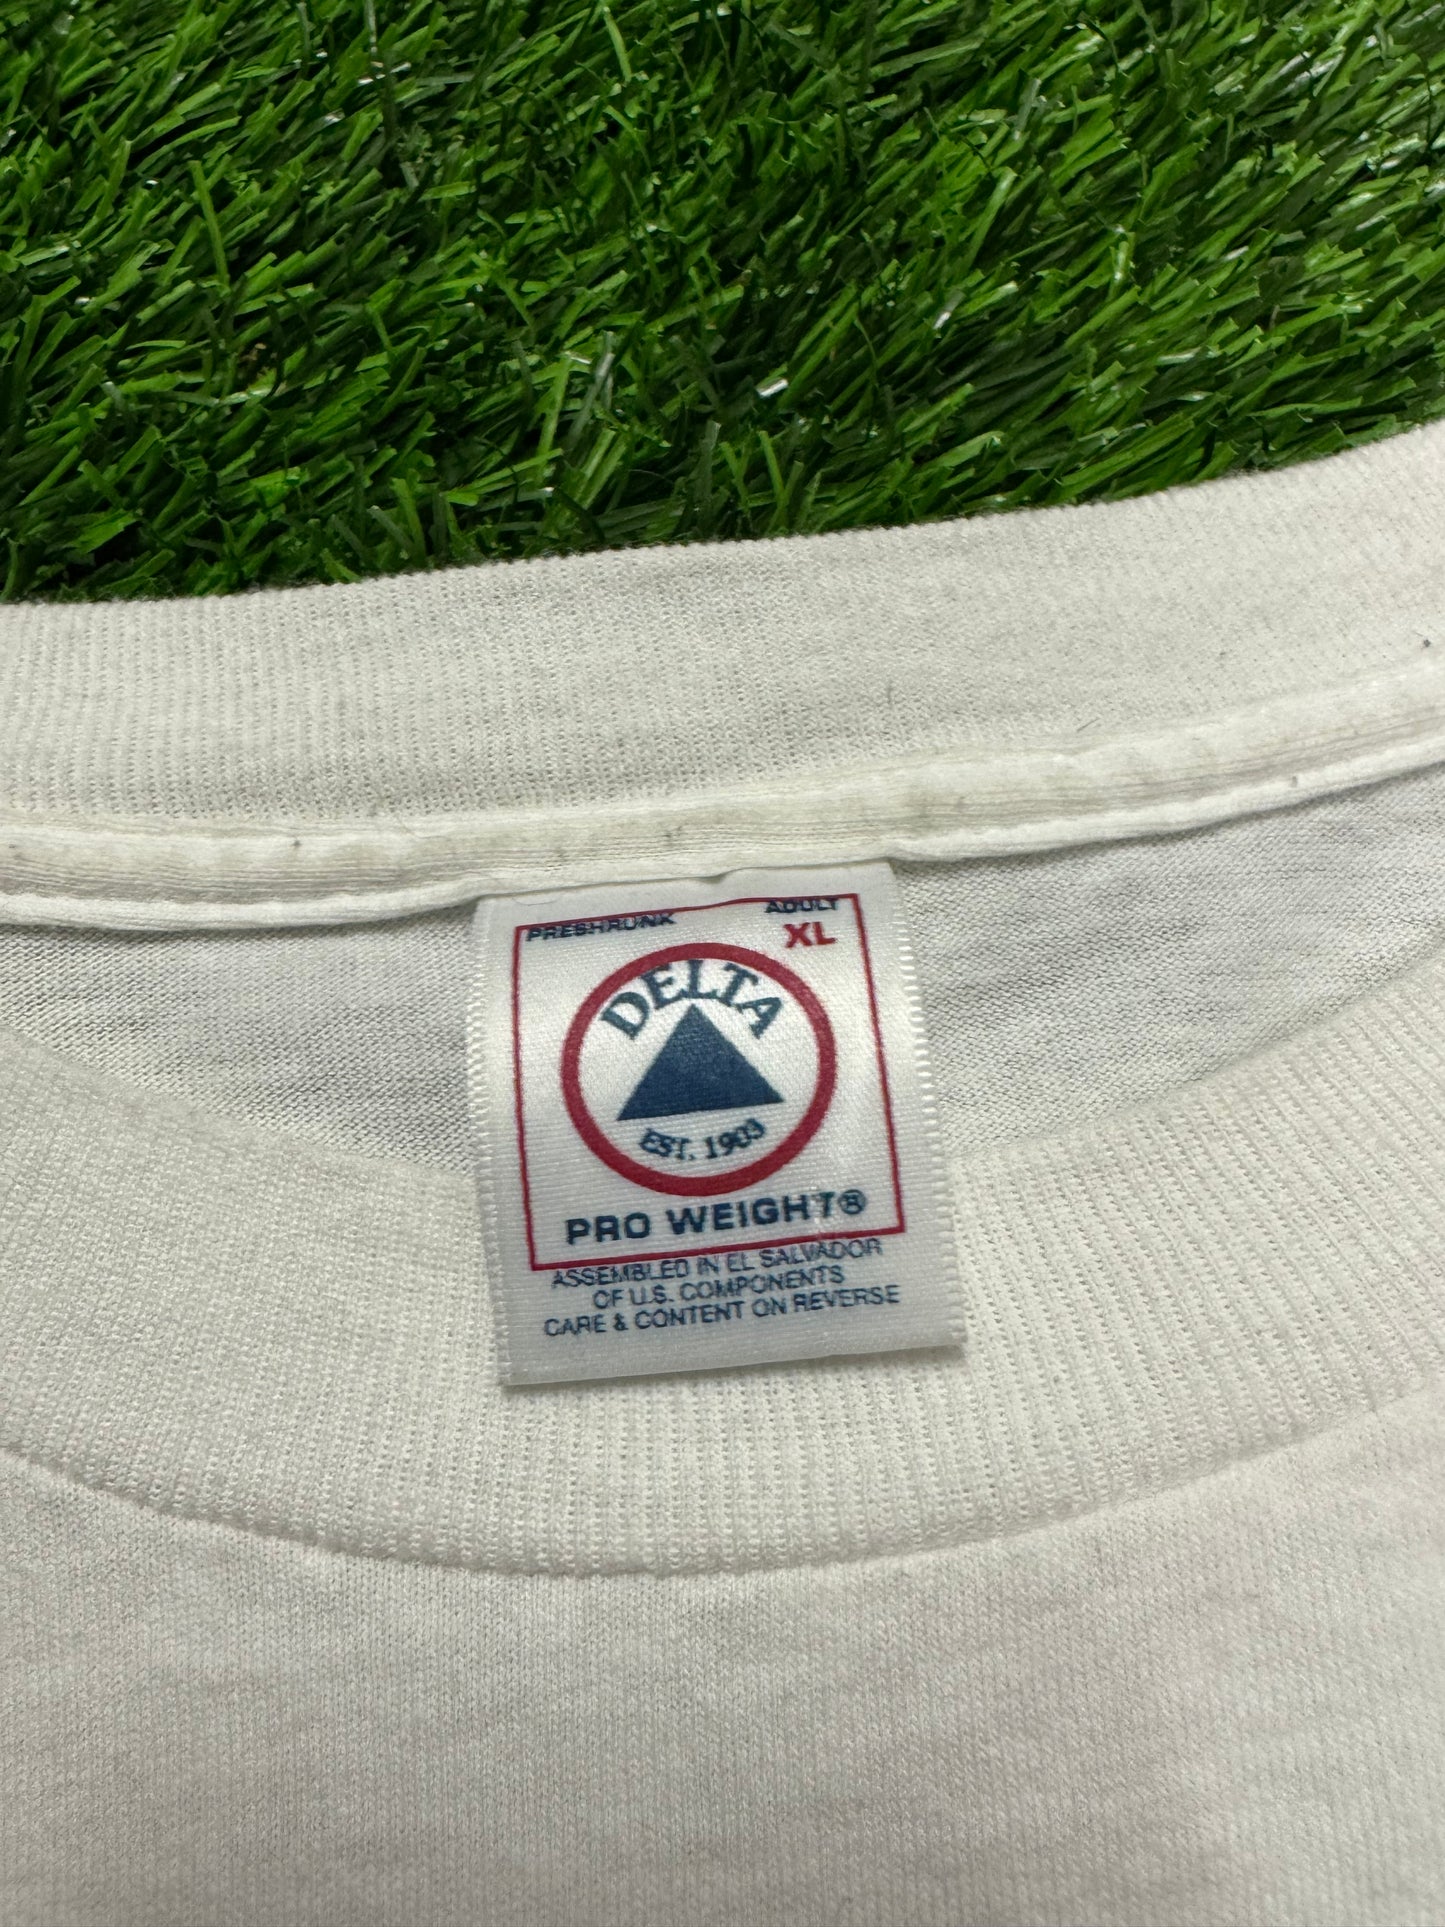 PRESHRUNK ADULT
XL
DELTA
EST. 1903
PRO WEIGHT®
ASSEMBLED IN EL SALVADOR
OF U.S. COMPONENTS
CARE & CONTENT ON REVERSE